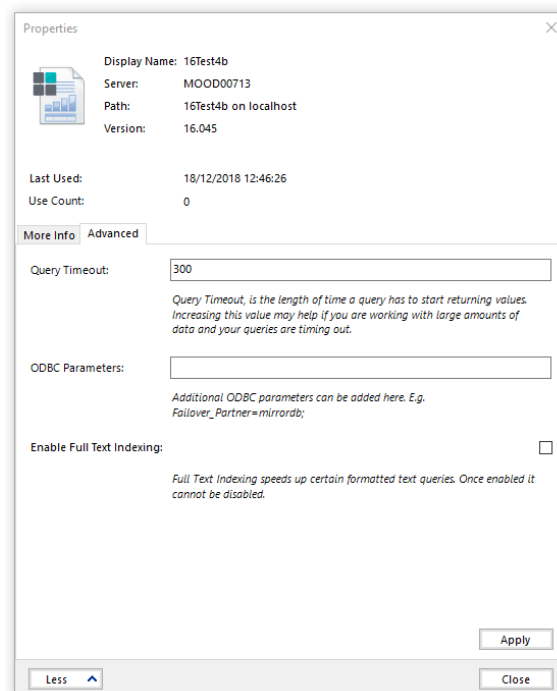 Properties
Display Name: 16Test4b
Server: MOOD00713
Path: 16Test4b on localhost
Version: 16.045
Last Used: 18/12/2018 12:46:26
Use Count: 0
More Info Advanced
Query Timeout: 300
Query Timeout, is the length of time a query has to start returning values.
Increasing this value may help if you are working with large amounts of
data and your queries are timing out.
ODBC Parameters:
Additional ODBC parameters can be added here. E.g.
Failover_Partner=mirrordb;
Enable Full Text Indexing:
Full Text Indexing speeds up certain formatted text queries. Once enabled it
cannot be disabled.
Apply
Less Close